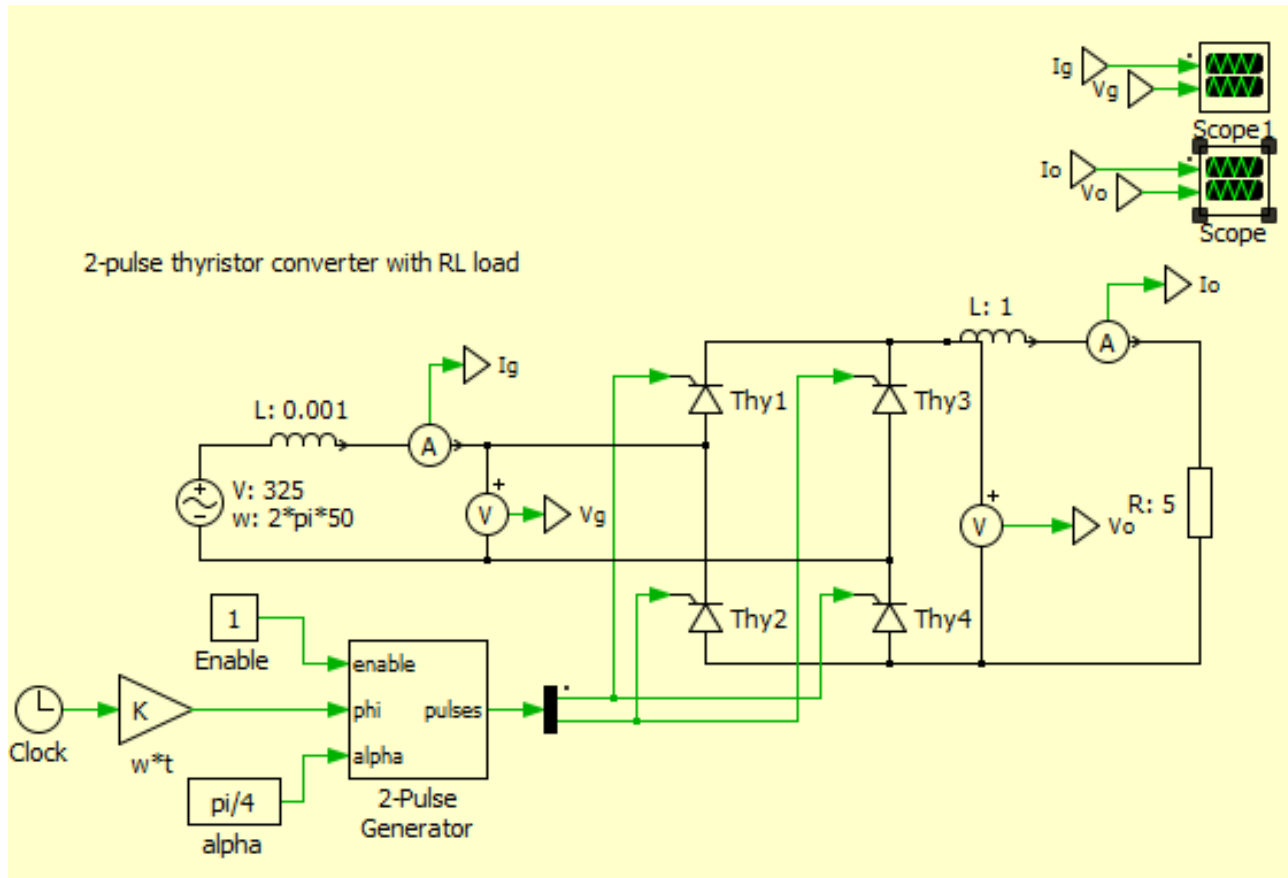 Ig
Vg
Scope1
Io
Vo
Scope
2-pulse thyristor converter with RL load
L: 1
A
Io
Ig
L: 0.001
A
Thy1
Thy3
V: 325
w: 2*pi*50
+
V
Vg
+
V
Vo
R: 5
1
Enable
Thy2
Thy4
enable
phi
pulses
alpha
K
Clock
w*t
pi/4
alpha
2-Pulse
Generator